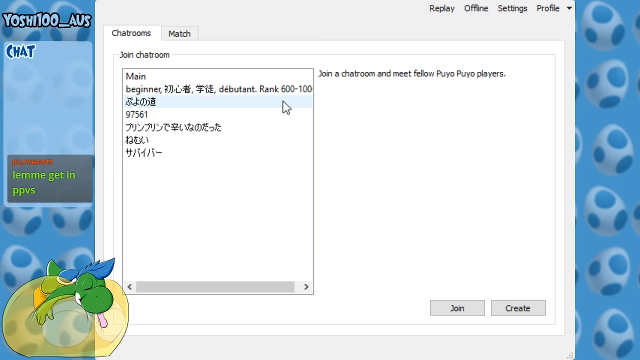 YOSHI100_AUS
Replay Offline Settings Profile
Chatrooms Match
CHAT
Join chatroom
Main
beginner, 初心者, 学徒, débutant. Rank 600-100
ぷよの道
97561
プリンプリンで辛いなのだった
ねむい
サバイバー
Join a chatroom and meet fellow Puyo Puyo players.
lemme get in
ppvs
Join Create